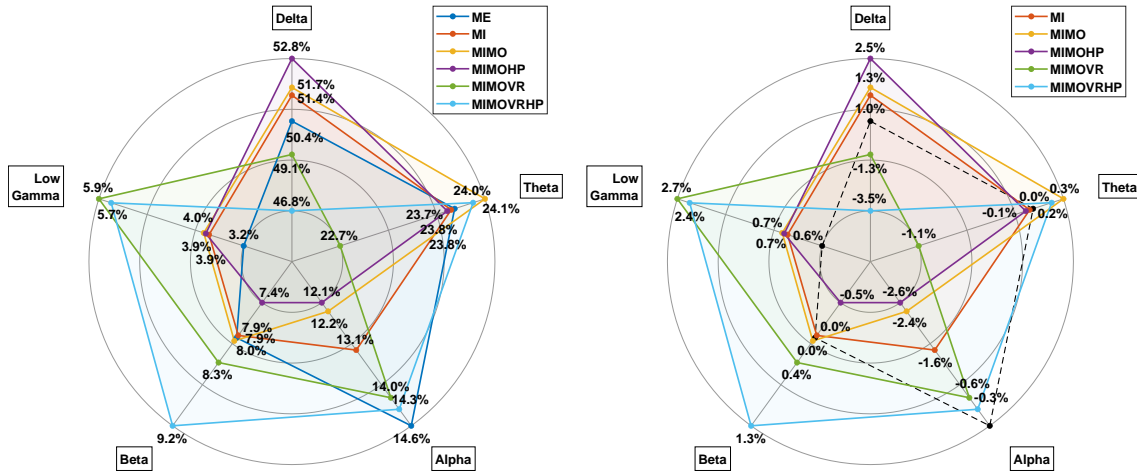 Delta
52.8%
51.7%
51.4%
50.4%
49.1%
46.8%
ME
MI
MIMO
MIMOHP
MIMOVR
MIMOVRHP
Low
Gamma
5.9%
5.7%
4.0%
3.9%
3.9%
3.2%
Theta
24.0%
24.1%
23.7%
23.8%
23.8%
22.7%
7.4%
7.9%
7.9%
8.0%
8.3%
9.2%
Beta
12.1%
12.2%
13.1%
14.0%
14.3%
14.6%
Alpha
Delta
2.5%
1.3%
1.0%
-1.3%
-3.5%
MI
MIMO
MIMOHP
MIMOVR
MIMOVRHP
Low
Gamma
2.7%
2.4%
0.7%
0.7%
0.6%
Theta
0.3%
0.0%
0.2%
-0.1%
-1.1%
-0.5%
0.0%
0.0%
0.4%
1.3%
Beta
-2.6%
-2.4%
-1.6%
-0.6%
-0.3%
Alpha